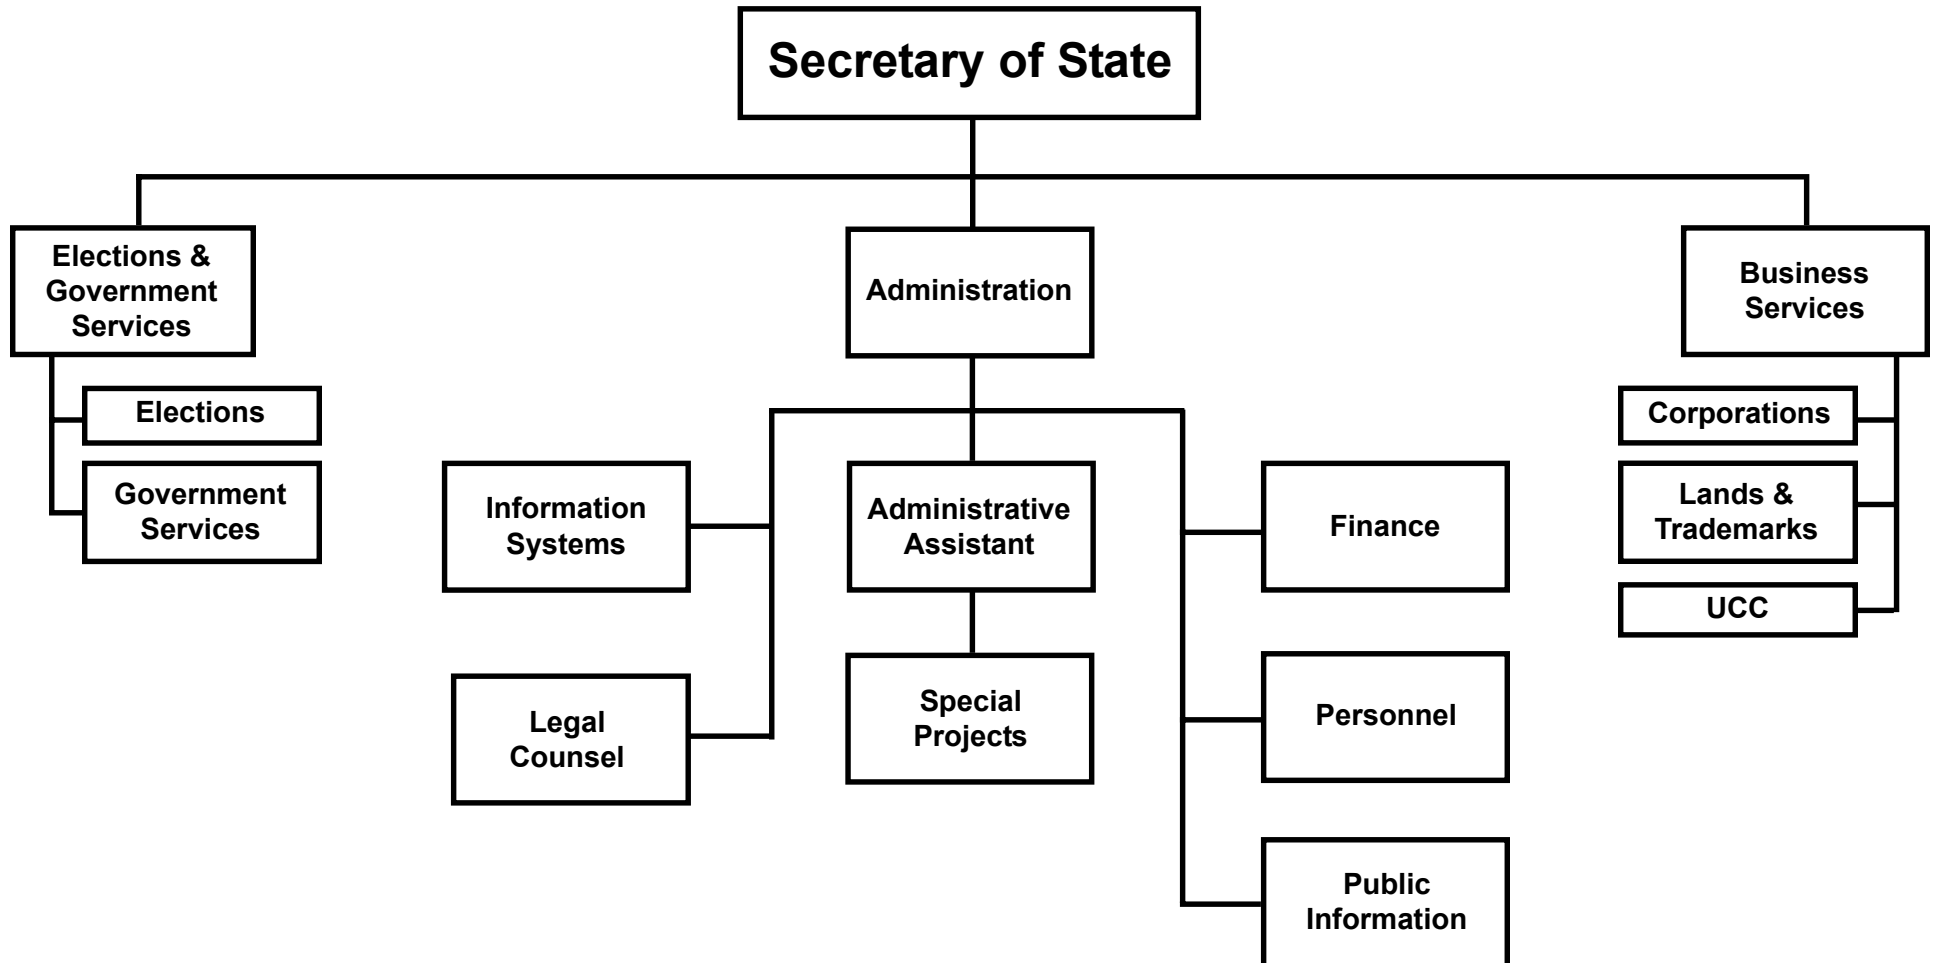 Secretary of State
Elections &
Government
Services
Administration
Business
Services
Elections
Government
Services
Information
Systems
Legal
Counsel
Administrative
Assistant
Special
Projects
Finance
Personnel
Public
Information
Corporations
Lands &
Trademarks
UCC